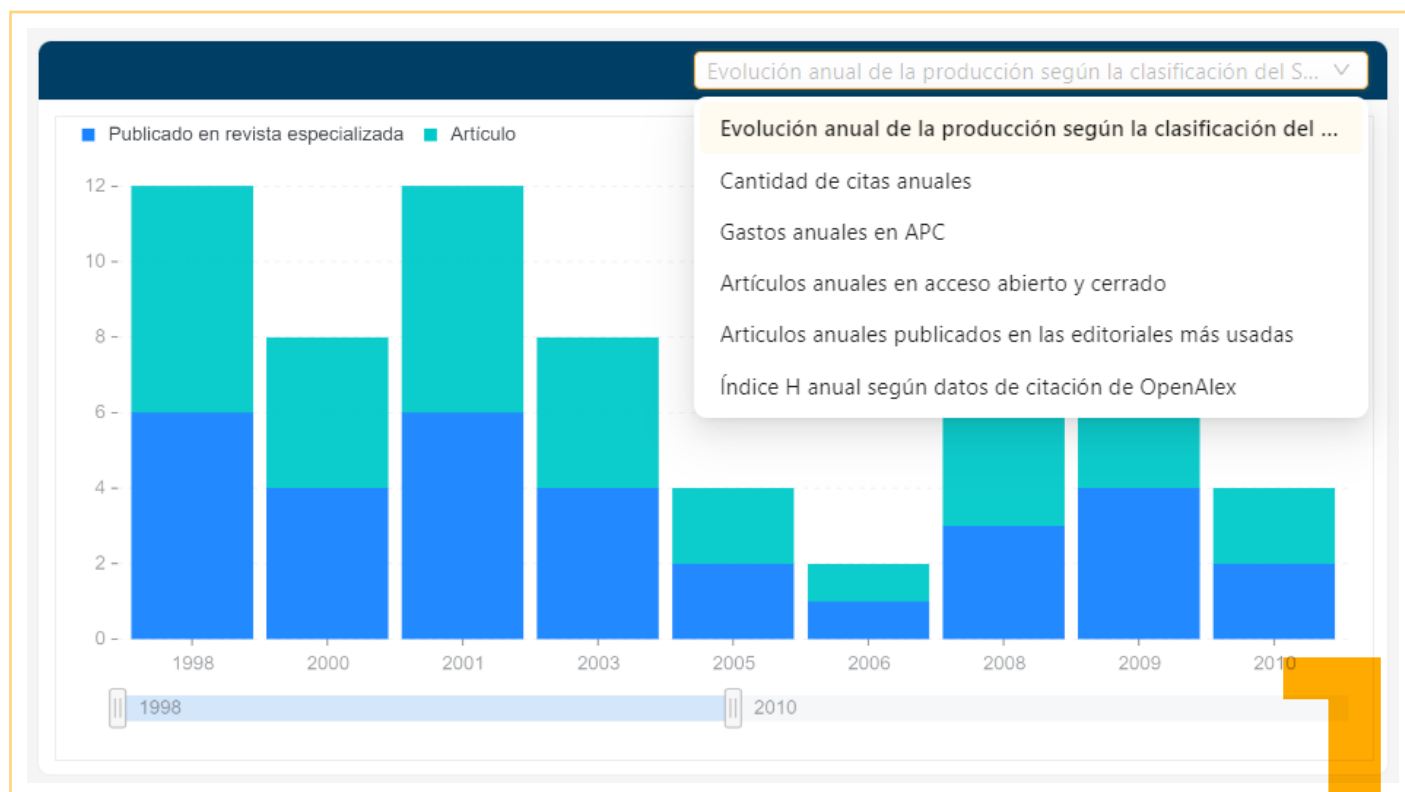 Evolución anual de la producción según la clasificación del S...
Publicado en revista especializada Artículo
Evolución anual de la producción según la clasificación del ...
Cantidad de citas anuales
Gastos anuales en APC
Artículos anuales en acceso abierto y cerrado
Articulos anuales publicados en las editoriales más usadas
Índice H anual según datos de citación de OpenAlex
12
10
8
6
4
2
0
1998 2000 2001 2003 2005 2006 2008 2009 2010
1998 2010